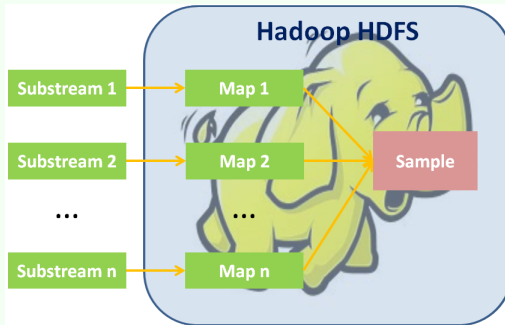 Hadoop HDFS
Substream 1
Map 1
Substream 2
Map 2
Sample
...
...
Substream n
Map n